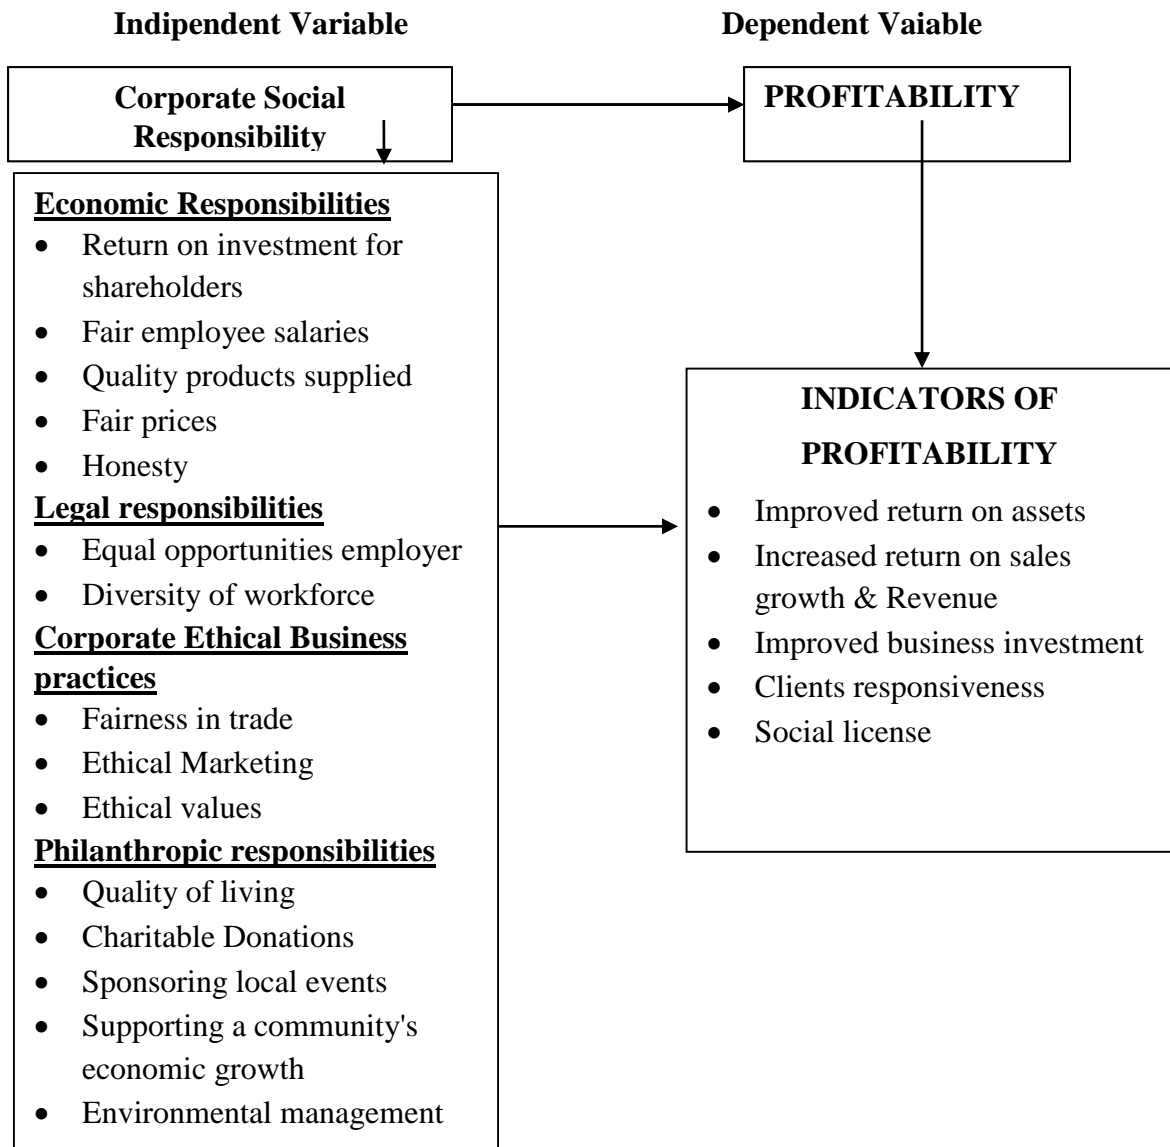 Indipendent Variable
Dependent Vaiable
Corporate Social
Responsibility
PROFITABILITY
Economic Responsibilities
• Return on investment for
shareholders
• Fair employee salaries
• Quality products supplied
• Fair prices
• Honesty
Legal responsibilities
• Equal opportunities employer
• Diversity of workforce
Corporate Ethical Business
practices
• Fairness in trade
• Ethical Marketing
• Ethical values
Philanthropic responsibilities
• Quality of living
• Charitable Donations
• Sponsoring local events
• Supporting a community's
economic growth
• Environmental management
INDICATORS OF
PROFITABILITY
• Improved return on assets
• Increased return on sales
growth & Revenue
• Improved business investment
• Clients responsiveness
• Social license